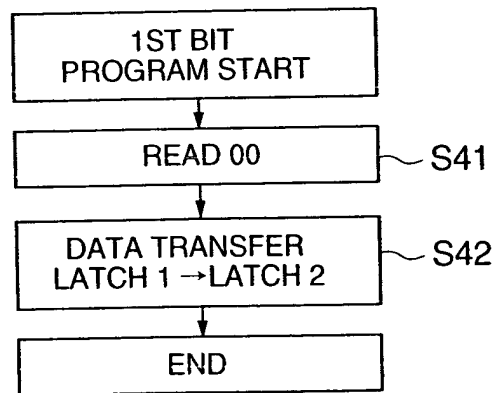 1ST BIT
PROGRAM START
READ 00
S41
DATA TRANSFER
LATCH 1 →LATCH 2
S42
END